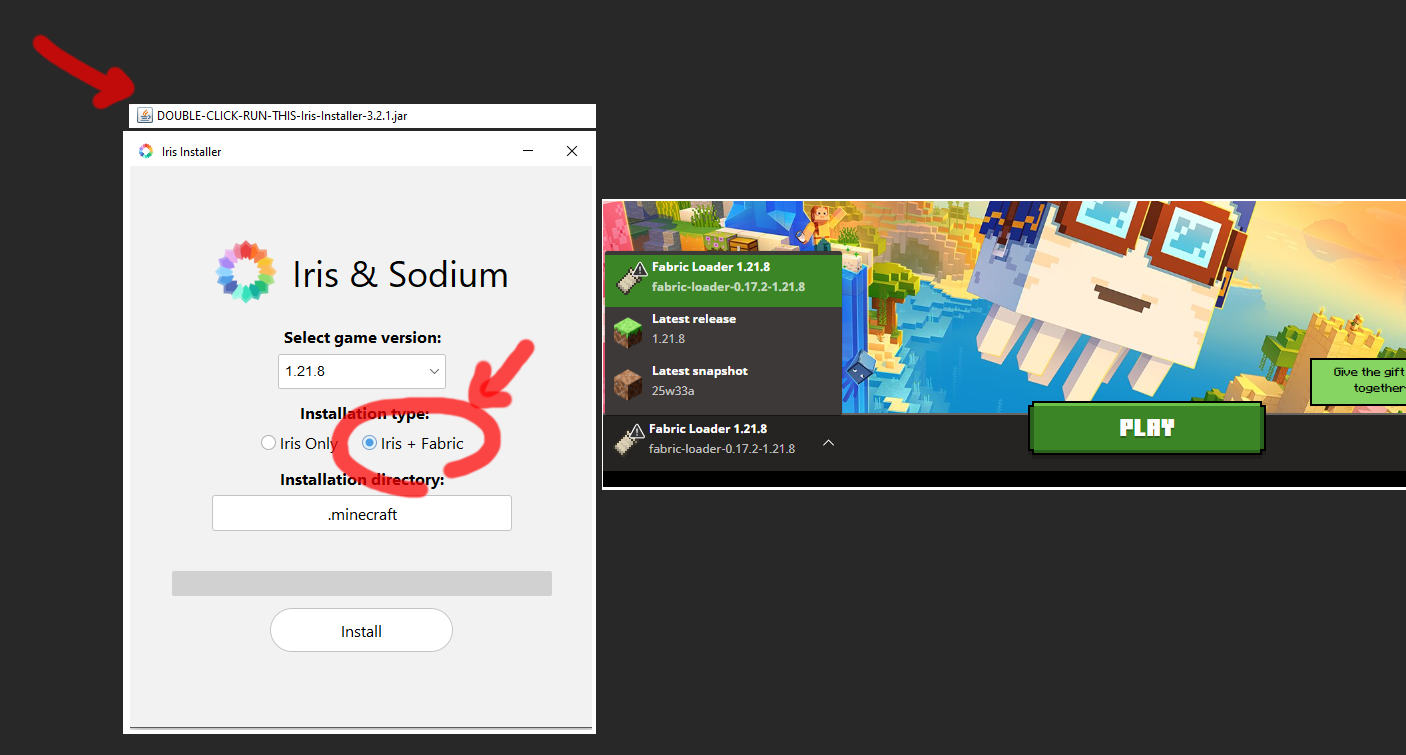 DOUBLE-CLICK-RUN-THIS-Iris-Installer-3.2.1.jar
Iris Installer
Iris & Sodium
Select game version:
1.21.8
Installation type:
Iris Only
Iris + Fabric
Installation directory:
.minecraft
Install
Fabric Loader 1.21.8
fabric-loader-0.17.2-1.21.8
Latest release
1.21.8
Latest snapshot
25w33a
Fabric Loader 1.21.8
fabric-loader-0.17.2-1.21.8
PLAY
Give the gift
together